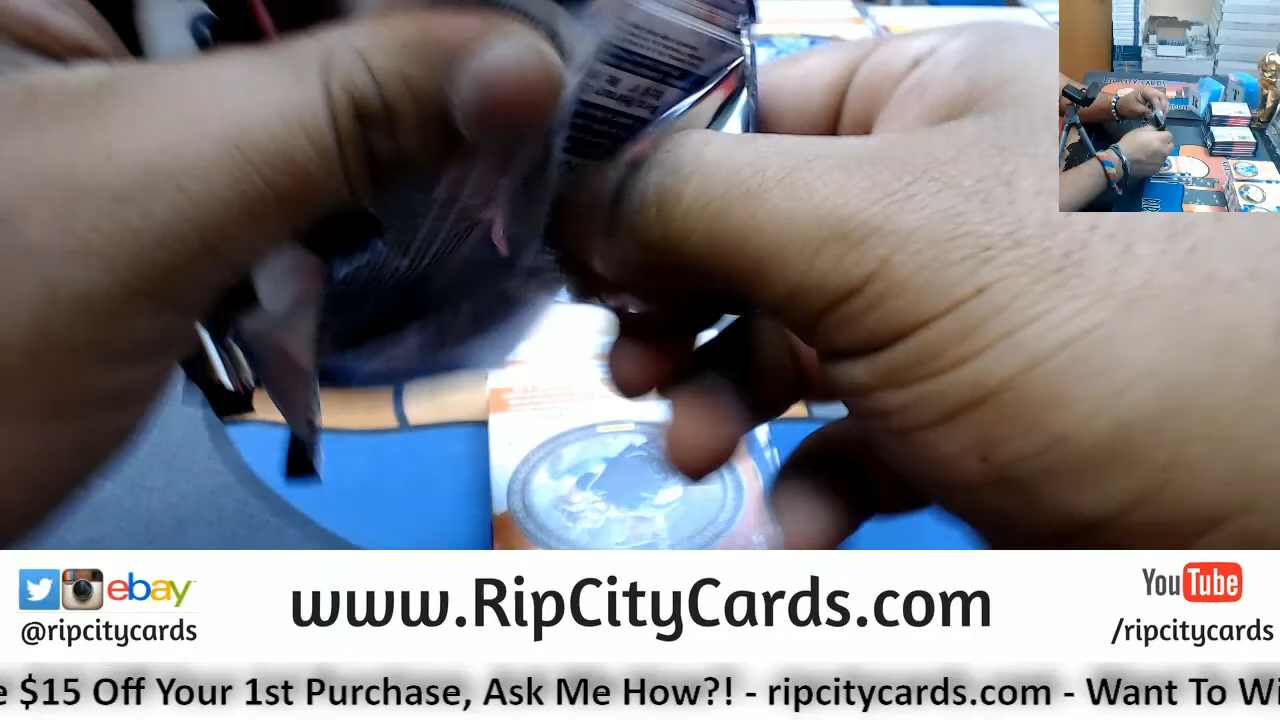 ebay
@ripcitycards
www.RipCityCards.com
YouTube
/ripcitycards
e $15 Off Your 1st Purchase, Ask Me How?! - ripcitycards.com - Want To Wi